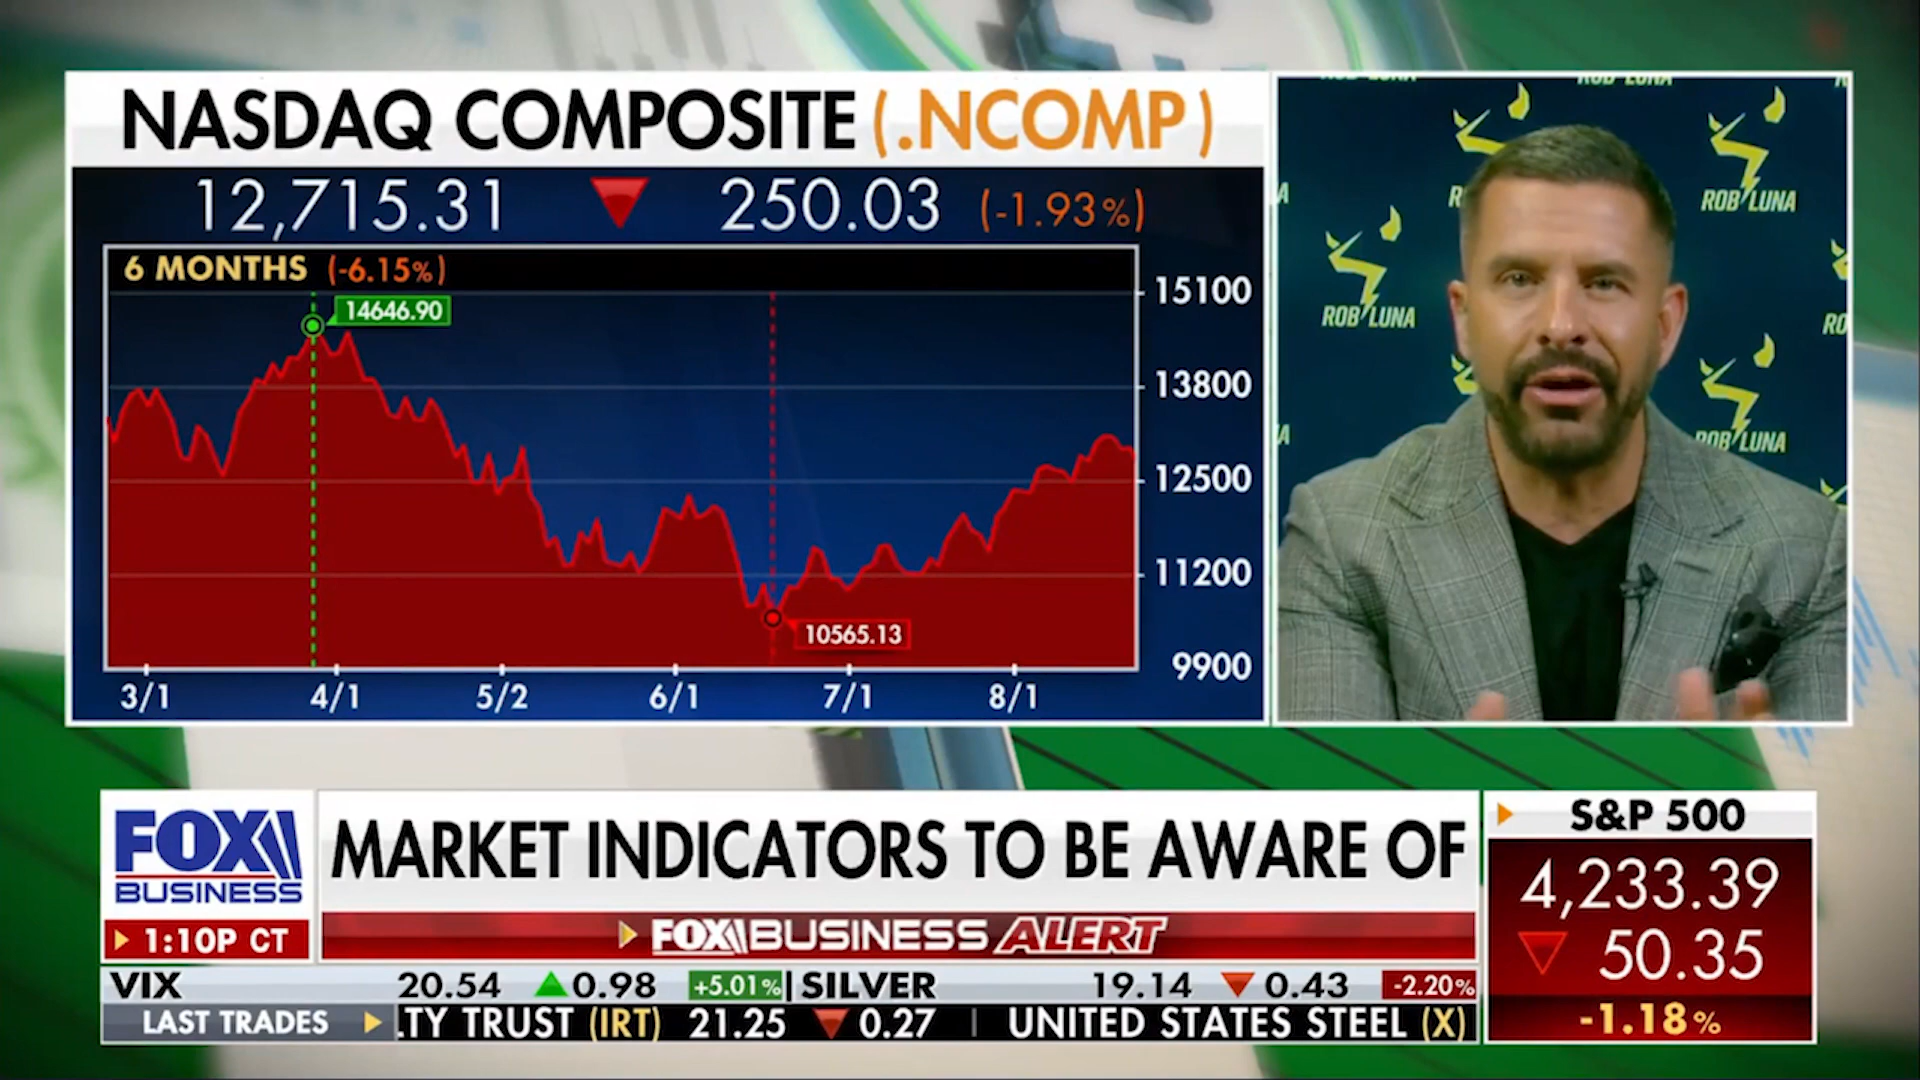 NASDAQ COMPOSITE (.NCOMP)
12,715.31 ▼ 250.03 (-1.93%)
6 MONTHS (-6.15%)
14646.90
10565.13
15100
13800
12500
11200
9900
3/1 4/1 5/2 6/1 7/1 8/1
ROB LUNA
ROB LUNA
ROB LUNA
ROB LUNA
ROB LUNA
FOX BUSINESS
1:10P CT
MARKET INDICATORS TO BE AWARE OF
FOX BUSINESS ALERT
S&P 500
4,233.39
▼ 50.35
-1.18%
VIX 20.54 ▲ 0.98 +5.01% | SILVER 19.14 ▼ 0.43 -2.20%
LAST TRADES TY TRUST (IRT) 21.25 ▼ 0.27 | UNITED STATES STEEL (X)